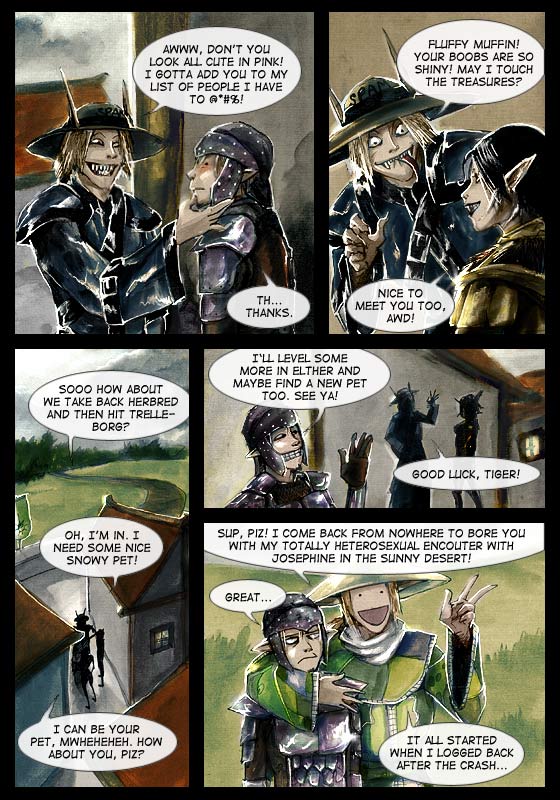 AWWW, DON'T YOU
LOOK ALL CUTE IN PINK!
I GOTTA ADD YOU TO MY
LIST OF PEOPLE I HAVE
TO @*#%!
SPAM
TH...
THANKS.
FLUFFY MUFFIN!
YOUR BOOBS ARE SO
SHINY! MAY I TOUCH
THE TREASURES?
SPAM
NICE TO
MEET YOU TOO,
AWD!
SOOO HOW ABOUT
WE TAKE BACK HERBRED
AND THEN HIT TRELLE-
BORG?
OH, I'M IN. I
NEED SOME NICE
SNOWY PET!
I CAN BE YOUR
PET, MWHEHEHEH. HOW
ABOUT YOU, PIZ?
I'LL LEVEL SOME
MORE IN ELTHER AND
MAYBE FIND A NEW PET
TOO. SEE YA!
GOOD LUCK, TIGER!
SUP, PIZ! I COME BACK FROM NOWHERE TO BORE YOU
WITH MY TOTALLY HETEROSEXUAL ENCOUTER WITH
JOSEPHINE IN THE SUNNY DESERT!
GREAT...
IT ALL STARTED
WHEN I LOGGED BACK
AFTER THE CRASH...